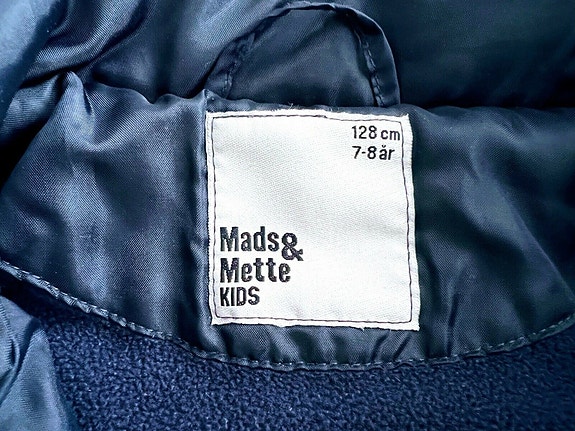 128 cm
7-8 år
Mads &
Mette
KIDS